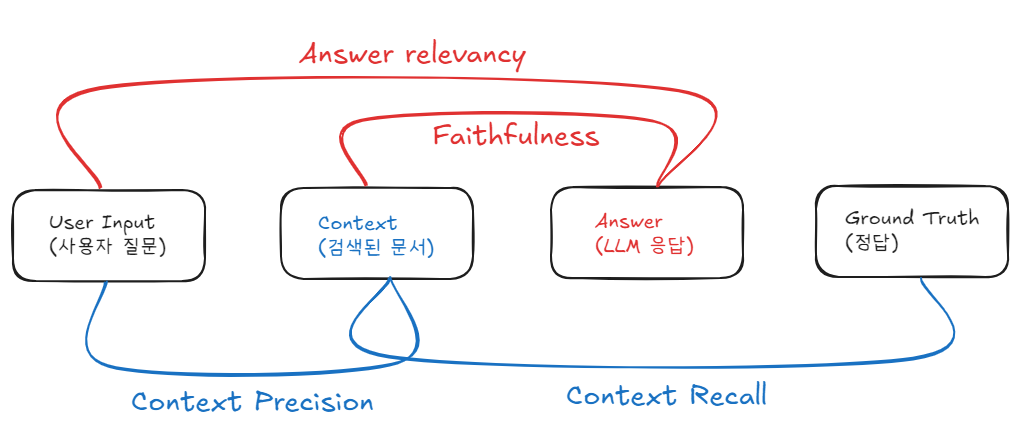 Answer relevancy
Faithfulness
User Input
(사용자 질문)
Context
(검색된 문서)
Answer
(LLM 응답)
Ground Truth
(정답)
Context Precision
Context Recall